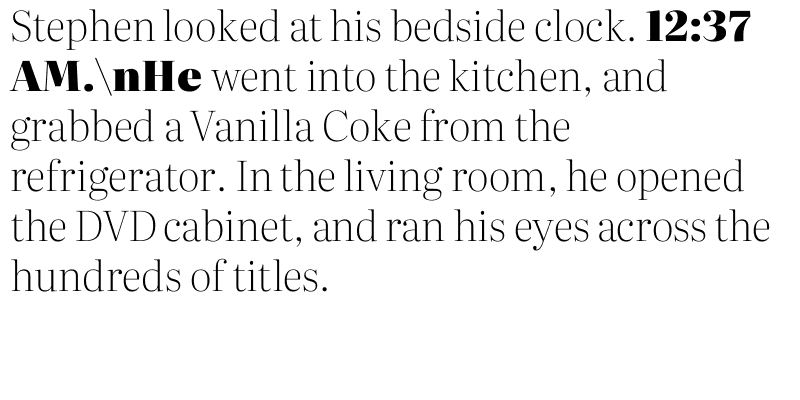 Stephen looked at his bedside clock. 12:37
AM.\nHe went into the kitchen, and
grabbed a Vanilla Coke from the
refrigerator. In the living room, he opened
the DVD cabinet, and ran his eyes across the
hundreds of titles.